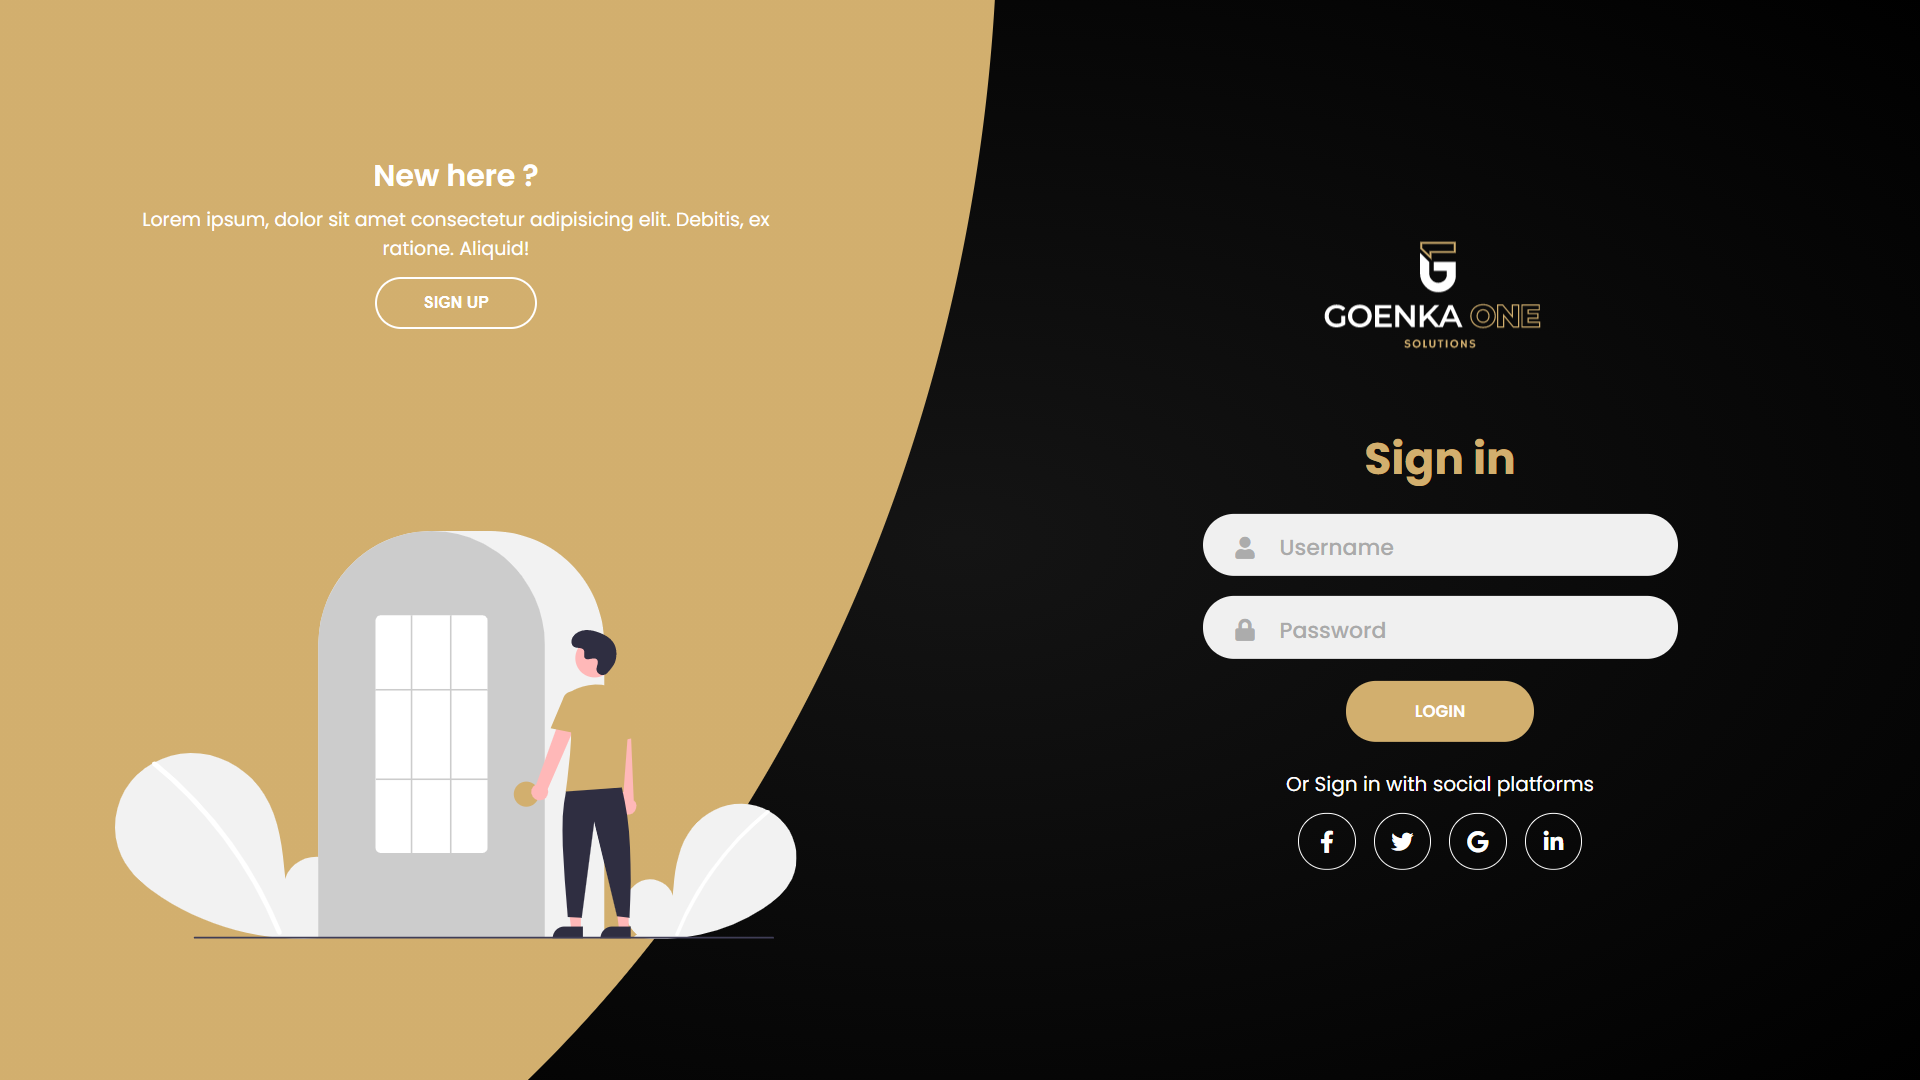 New here ?
Lorem ipsum, dolor sit amet consectetur adipisicing elit. Debitis, ex
ratione. Aliquid!
SIGN UP
GOENKA ONE
SOLUTIONS
Sign in
Username
Password
LOGIN
Or Sign in with social platforms